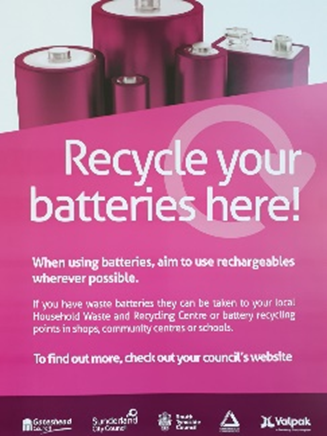 Recycle your
batteries here!
When using batteries, aim to use rechargeables
wherever possible.
If you have waste batteries they can be taken to your local
Household Waste and Recycling Centre or battery recycling
points in shops, community centres or schools.
To find out more, check out your council's website
Gateshead
Council
Sunderland
City Council
South
Tyneside
Council
Valpak